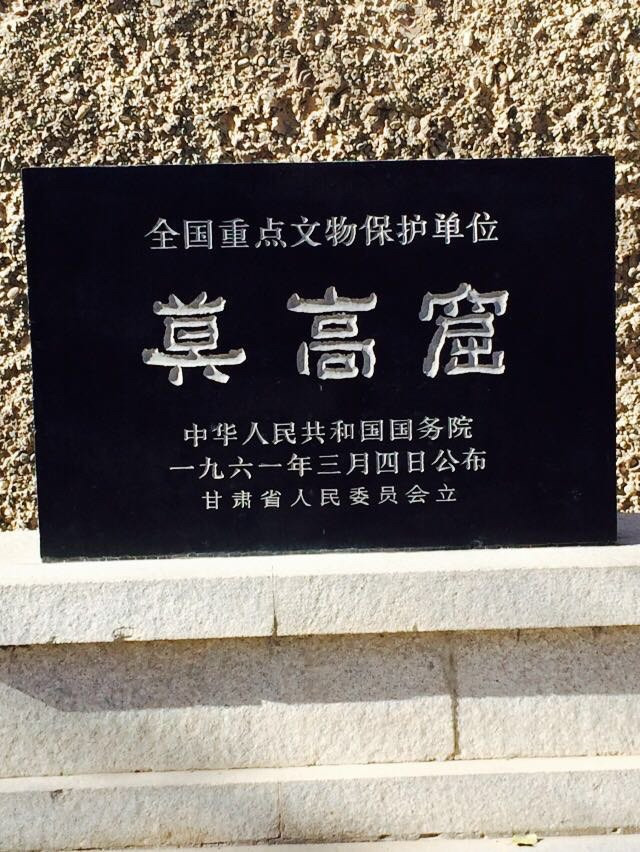 全国重点文物保护单位
莫高窟
中华人民共和国国务院
一九六一年三月四日公布
甘肃省人民委员会立